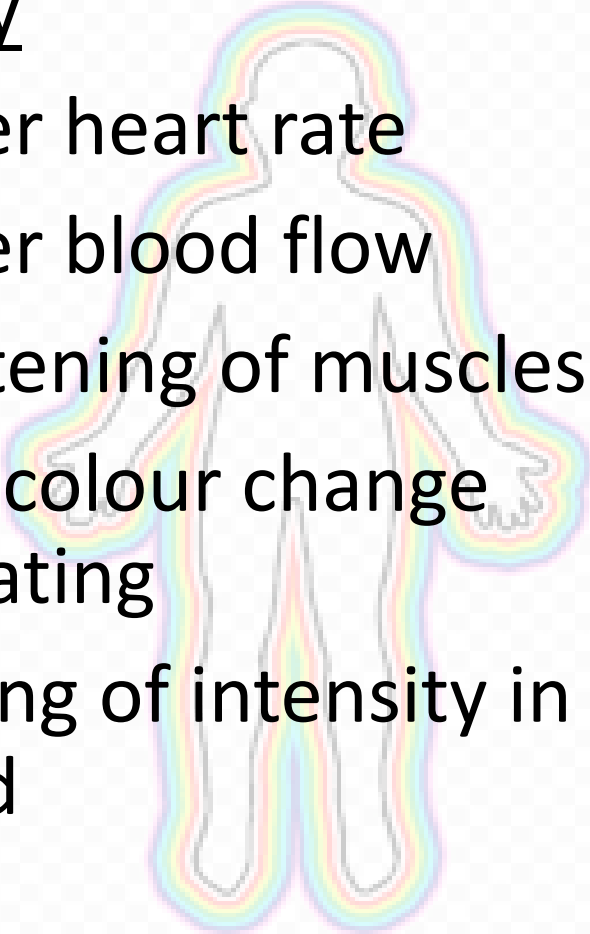 y
er heart rate
er blood flow
tening of muscles
colour change
ating
ng of intensity in
d